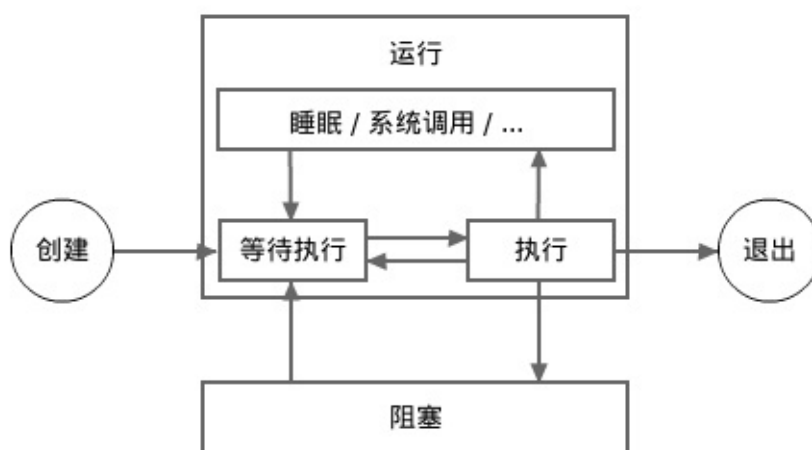 运行
睡眠 / 系统调用 / ...
创建
等待执行
执行
退出
阻塞